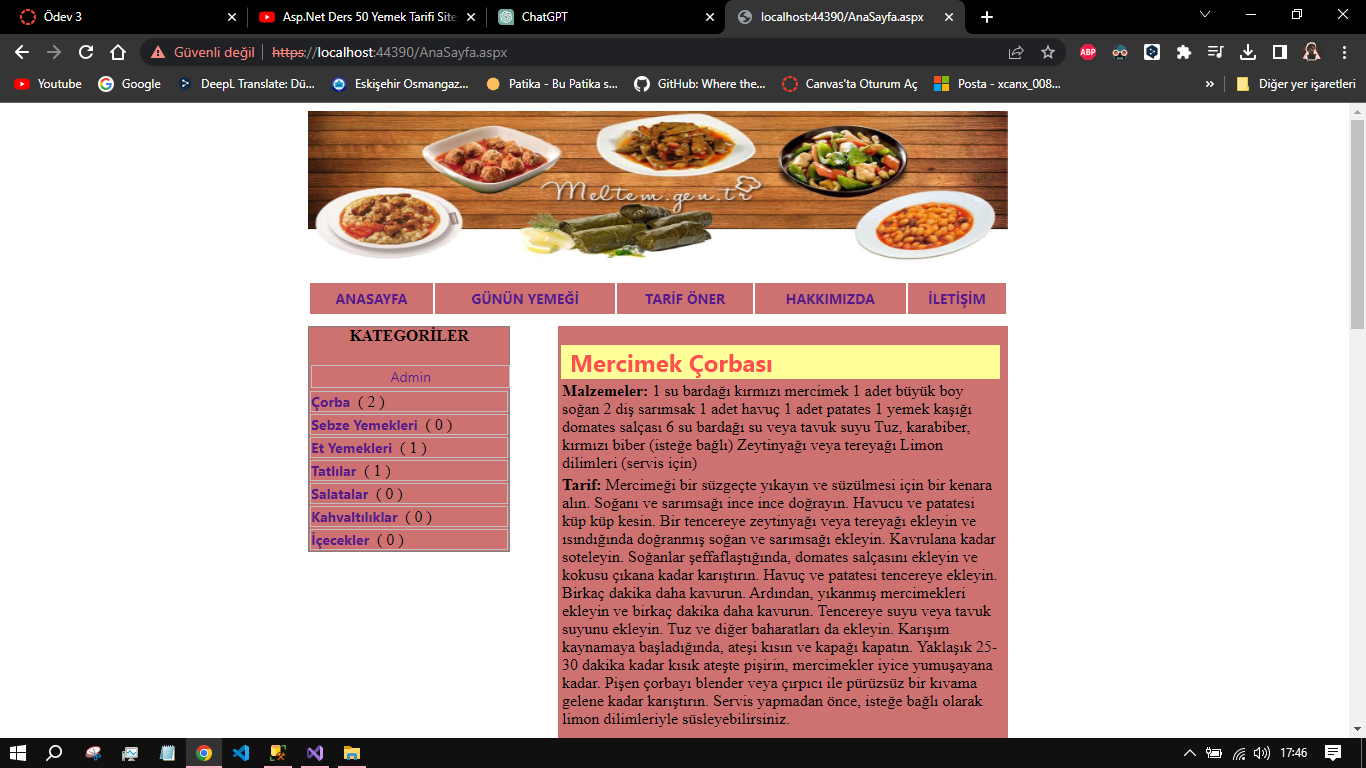 Ödev 3
Asp.Net Ders 50 Yemek Tarifi Site
ChatGPT
localhost:44390/AnaSayfa.aspx
Güvenli değil
https://localhost:44390/AnaSayfa.aspx
ABP
Youtube
Google
DeepL Translate: Dü...
Eskişehir Osmangaz...
Patika - Bu Patika s...
GitHub: Where the...
Canvas'ta Oturum Aç
Posta - xcanx_008...
»
Diğer yer işaretleri
Meltem.gen.tr
ANASAYFA
GÜNÜN YEMEĞİ
TARİF ÖNER
HAKKIMIZDA
İLETİŞİM
KATEGORİLER
Admin
Çorba ( 2 )
Sebze Yemekleri ( 0 )
Et Yemekleri ( 1 )
Tatlılar ( 1 )
Salatalar ( 0 )
Kahvaltılıklar ( 0 )
İçecekler ( 0 )
Mercimek Çorbası
Malzemeler: 1 su bardağı kırmızı mercimek 1 adet büyük boy
soğan 2 diş sarımsak 1 adet havuç 1 adet patates 1 yemek kaşığı
domates salçası 6 su bardağı su veya tavuk suyu Tuz, karabiber,
kırmızı biber (isteğe bağlı) Zeytinyağı veya tereyağı Limon
dilimleri (servis için)
Tarif: Mercimeği bir süzgeçte yıkayın ve süzülmesi için bir kenara
alın. Soğanı ve sarımsağı ince ince doğrayın. Havucu ve patatesi
küp küp kesin. Bir tencereye zeytinyağı veya tereyağı ekleyin ve
ısındığında doğranmış soğan ve sarımsağı ekleyin. Kavrulana kadar
soteleyin. Soğanlar şeffaflaştığında, domates salçasını ekleyin ve
kokusu çıkana kadar karıştırın. Havuç ve patatesi tencereye ekleyin.
Birkaç dakika daha kavurun. Ardından, yıkanmış mercimekleri
ekleyin ve birkaç dakika daha kavurun. Tencereye suyu veya tavuk
suyunu ekleyin. Tuz ve diğer baharatları da ekleyin. Karışım
kaynamaya başladığında, ateşi kısın ve kapağı kapatın. Yaklaşık 25-
30 dakika kadar kısık ateşte pişirin, mercimekler iyice yumuşayana
kadar. Pişen çorbayı blender veya çırpıcı ile pürüzsüz bir kıvama
gelene kadar karıştırın. Servis yapmadan önce, isteğe bağlı olarak
limon dilimleriyle süsleyebilirsiniz.
17:46